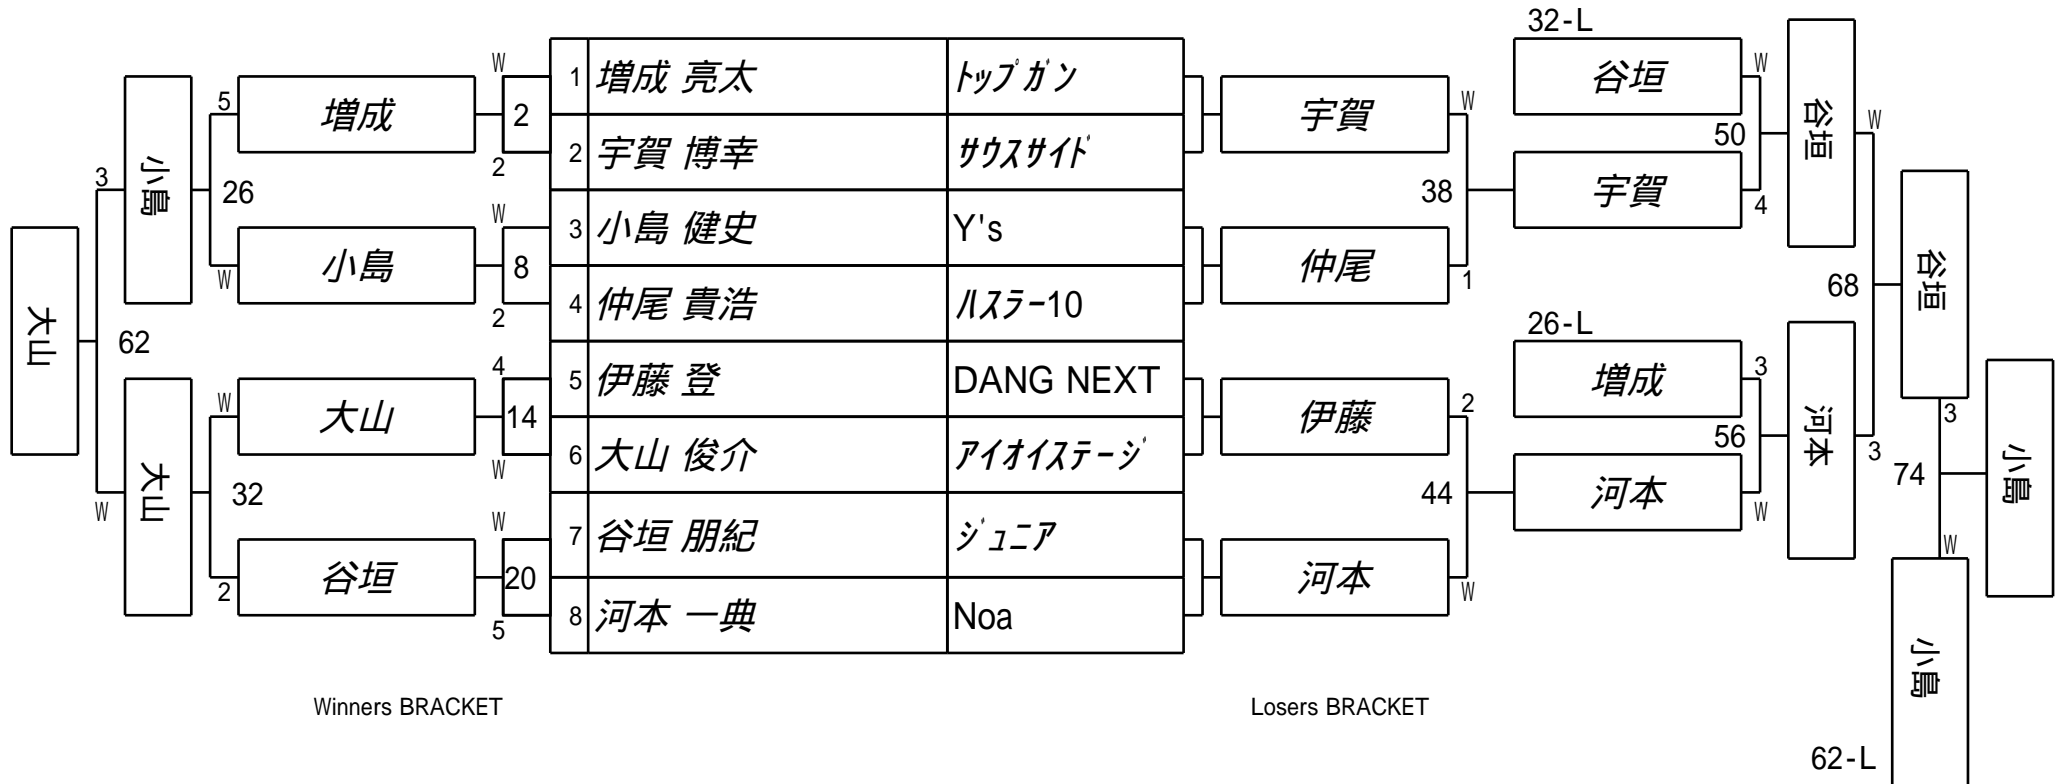 32-L
W
W
1 増成 亮太 トップガン
谷垣
W
5
増成
2
宇賀
W
谷垣
W
小島
2 宇賀 博幸 サウスサイド
50
2
3
26
38
宇賀
4
谷垣
W
3 小島 健史 Y's
小島
8
仲尾
W
1
68
大山
4 仲尾 貴浩 ハスラー10
2
26-L
62
4
5 伊藤 登 DANG NEXT
増成
3
W
大山
14
伊藤
2
河本
3
小島
大山
6 大山 俊介 アイオイステージ
56
3
W
74
W
32
44
河本
W
W
7 谷垣 朋紀 ジュニア
W
谷垣
20
河本
2
W
8 河本 一典 Noa
5
小島
Winners BRACKET
Losers BRACKET
62-L